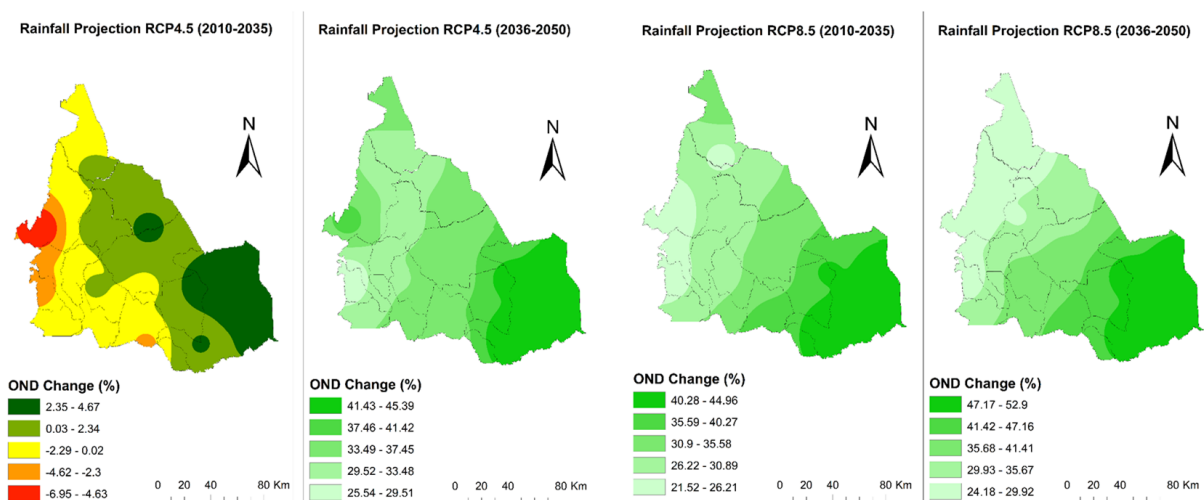 Rainfall Projection RCP4.5 (2010-2035)
N
OND Change (%)
2.35 - 4.67
0.03 - 2.34
-2.29 - 0.02
-4.62 - -2.3
-6.95 - -4.63
0 20 40 80 Km
Rainfall Projection RCP4.5 (2036-2050)
N
OND Change (%)
41.43 - 45.39
37.46 - 41.42
33.49 - 37.45
29.52 - 33.48
25.54 - 29.51
0 20 40 80 Km
Rainfall Projection RCP8.5 (2010-2035)
N
OND Change (%)
40.28 - 44.96
35.59 - 40.27
30.9 - 35.58
26.22 - 30.89
21.52 - 26.21
0 20 40 80 Km
Rainfall Projection RCP8.5 (2036-2050)
N
OND Change (%)
47.17 - 52.9
41.42 - 47.16
35.68 - 41.41
29.93 - 35.67
24.18 - 29.92
0 20 40 80 Km